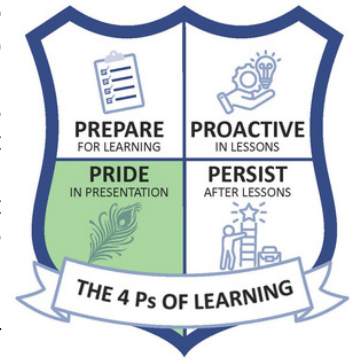 PREPARE
FOR LEARNING
PROACTIVE
IN LESSONS
PRIDE
IN PRESENTATION
PERSIST
AFTER LESSONS
THE 4 Ps OF LEARNING